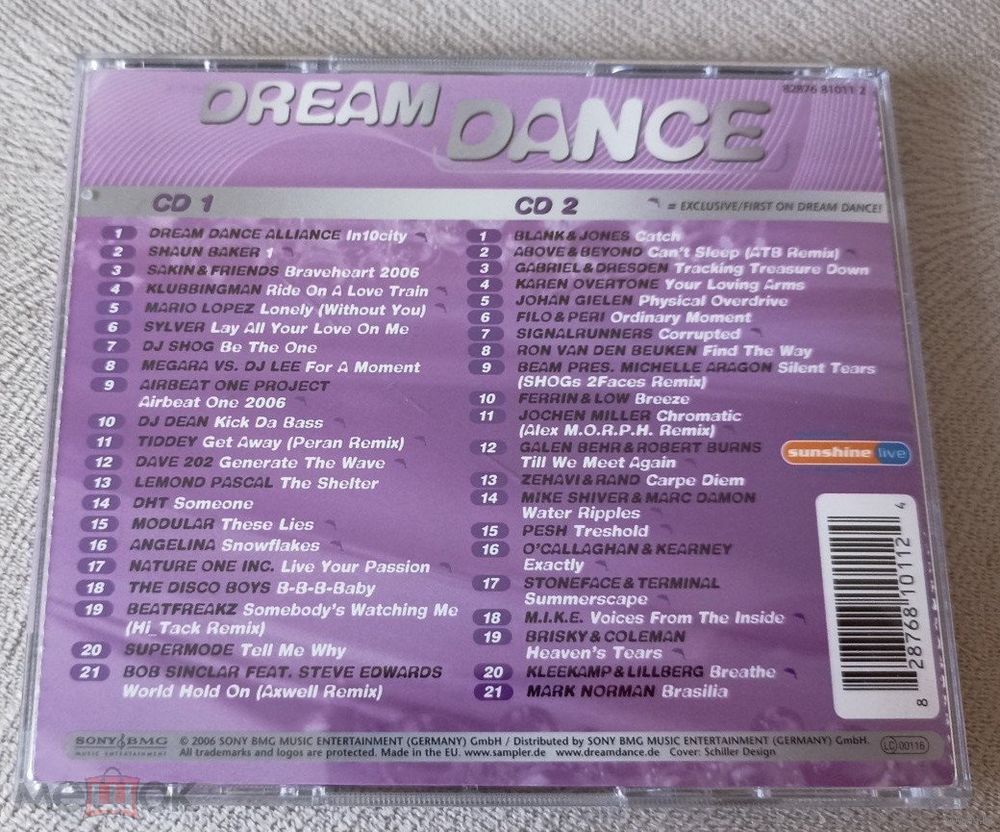 82876 81011 2
DREAM DANCE
= EXCLUSIVE/FIRST ON DREAM DANCE!
CD 1
1 DREAM DANCE ALLIANCE In10city
2 SHAUN BAKER 1
3 SAKIN & FRIENDS Braveheart 2006
4 KLUBBINGMAN Ride On A Love Train
5 MARIO LOPEZ Lonely (Without You)
6 SYLVER Lay All Your Love On Me
7 DJ SHOG Be The One
8 MEGARA VS. DJ LEE For A Moment
9 AIRBEAT ONE PROJECT
Airbeat One 2006
10 DJ DEAN Kick Da Bass
11 TIDDEY Get Away (Peran Remix)
12 DAVE 202 Generate The Wave
13 LEMOND PASCAL The Shelter
14 DHT Someone
15 MODULAR These Lies
16 ANGELINA Snowflakes
17 NATURE ONE INC. Live Your Passion
18 THE DISCO BOYS B-B-B-Baby
19 BEATFREAKZ Somebody's Watching Me
(Hi_Tack Remix)
20 SUPERMODE Tell Me Why
21 BOB SINCLAR FEAT. STEVE EDWARDS
World Hold On (Axwell Remix)
CD 2
1 BLANK & JONES Catch
2 ABOVE & BEYOND Can't Sleep (ATB Remix)
3 GABRIEL & DRESDEN Tracking Treasure Down
4 KAREN OVERTONE Your Loving Arms
5 JOHAN GIELEN Physical Overdrive
6 FILO & PERI Ordinary Moment
7 SIGNALRUNNERS Corrupted
8 RON VAN DEN BEUKEN Find The Way
9 BEAM PRES. MICHELLE ARAGON Silent Tears
(SHOGs 2Faces Remix)
10 FERRIN & LOW Breeze
11 JOCHEN MILLER Chromatic
(Alex M.O.R.P.H. Remix)
12 GALEN BEHR & ROBERT BURNS
Till We Meet Again
13 ZEHAVI & RAND Carpe Diem
14 MIKE SHIVER & MARC DAMON
Water Ripples
15 PESH Treshold
16 O'CALLAGHAN & KEARNEY
Exactly
17 STONEFACE & TERMINAL
Summerscape
18 M.I.K.E. Voices From The Inside
19 BRISKY & COLEMAN
Heaven's Tears
20 KLEEKAMP & LILLBERG Breathe
21 MARK NORMAN Brasilia
sunshine live
8 28768 10112 4
SONY BMG
MUSIC ENTERTAINMENT
© 2006 SONY BMG MUSIC ENTERTAINMENT (GERMANY) GmbH / Distributed by SONY BMG MUSIC ENTERTAINMENT (GERMANY) GmbH.
All trademarks and logos are protected. Made in the EU. www.sampler.de www.dreamdance.de Cover: Schiller Design
LC 00116
мешок